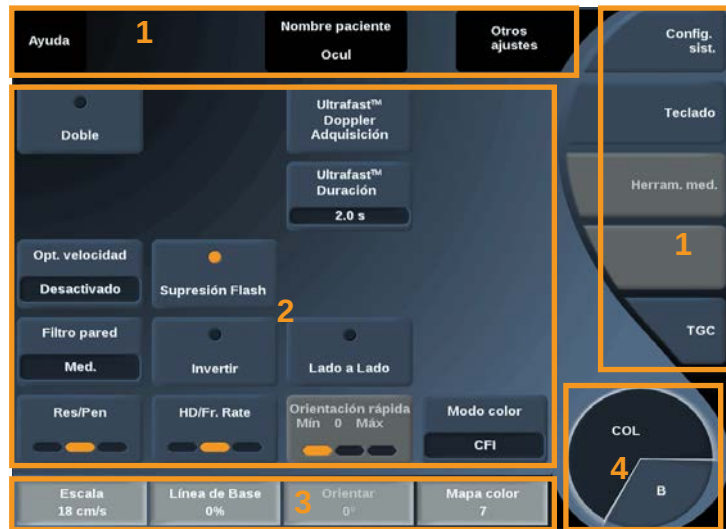 Ayuda
1
Nombre paciente
Ocul
Otros
ajustes
Config.
sist.
Teclado
Herram. med.
1
TGC
Doble
Ultrafast™
Doppler
Adquisición
Ultrafast™
Duración
2.0 s
Opt. velocidad
Desactivado
Supresión Flash
2
Filtro pared
Med.
Invertir
Lado a Lado
Res/Pen
HD/Fr. Rate
Orientación rápida
Mín 0 Máx
Modo color
CFI
COL
4
B
Escala
18 cm/s
Línea de Base
0%
3
Orientar
0°
Mapa color
7